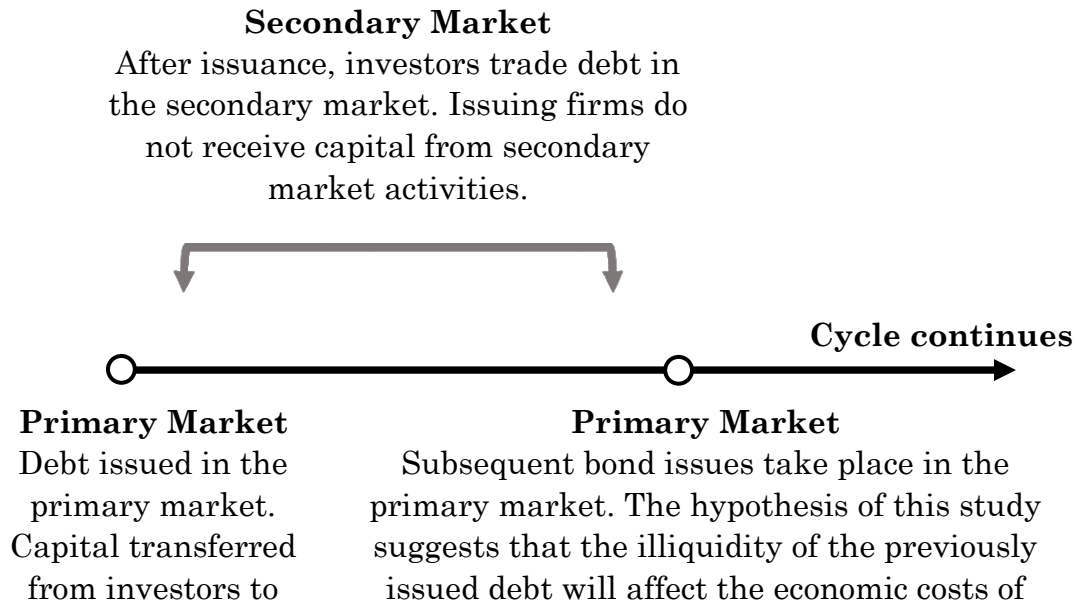 Secondary Market
After issuance, investors trade debt in
the secondary market. Issuing firms do
not receive capital from secondary
market activities.
Cycle continues
Primary Market
Debt issued in the
primary market.
Capital transferred
from investors to
Primary Market
Subsequent bond issues take place in the
primary market. The hypothesis of this study
suggests that the illiquidity of the previously
issued debt will affect the economic costs of